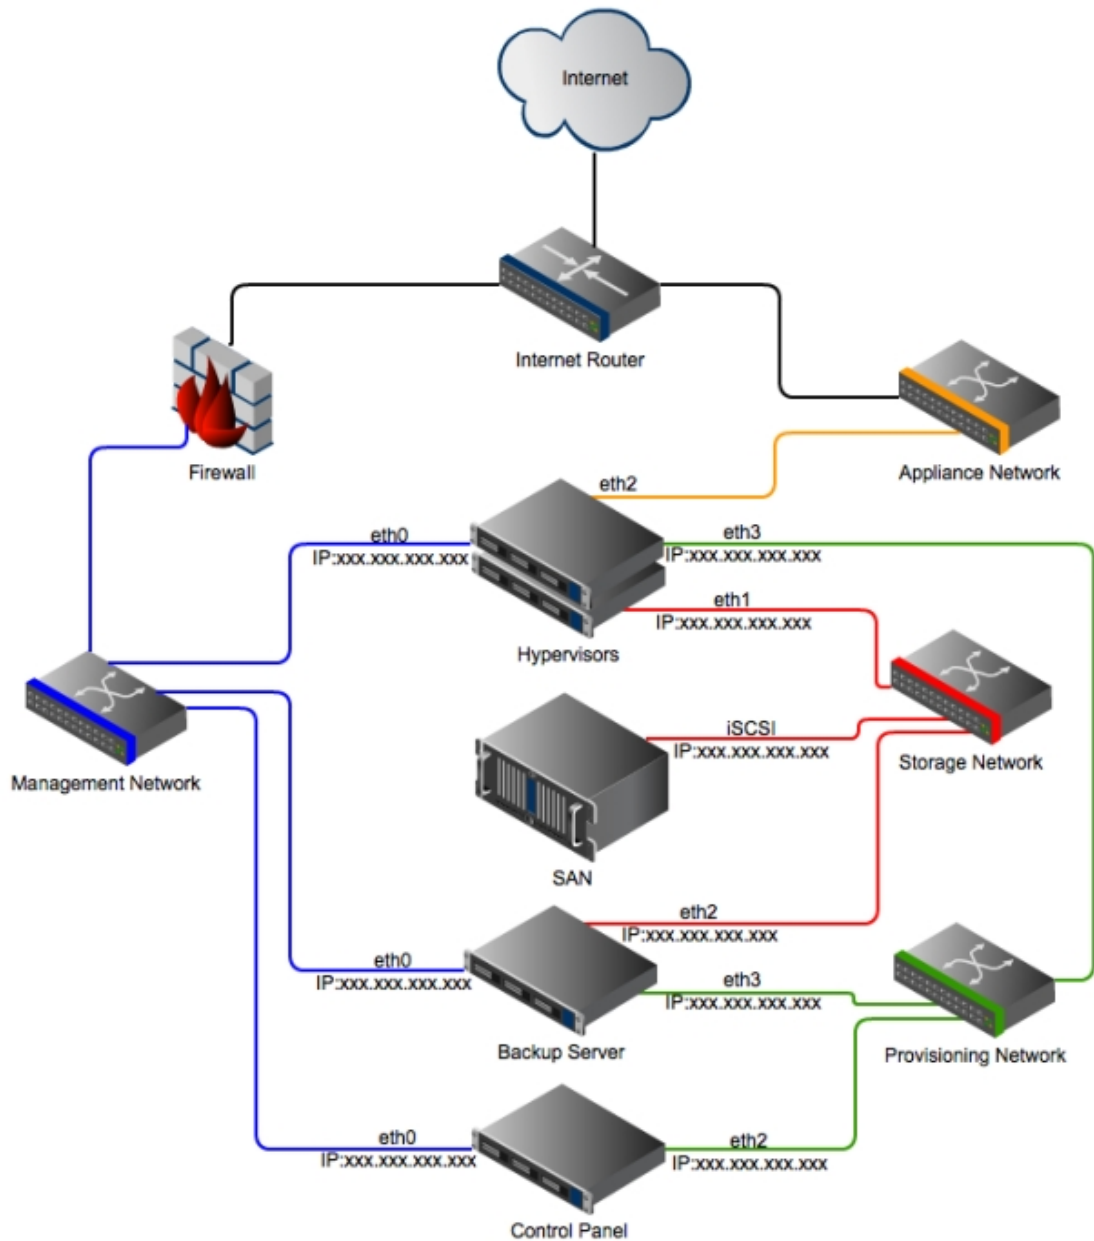 Internet
Internet Router
Firewall
Appliance Network
eth2
eth0
IP:xxx.xxx.xxx.xxx
eth3
IP:xxx.xxx.xxx.xxx
eth1
IP:xxx.xxx.xxx.xxx
Hypervisors
Management Network
iSCSI
IP:xxx.xxx.xxx.xxx
Storage Network
SAN
eth2
IP:xxx.xxx.xxx.xxx
eth0
IP:xxx.xxx.xxx.xxx
eth3
IP:xxx.xxx.xxx.xxx
Backup Server
Provisioning Network
eth0
IP:xxx.xxx.xxx.xxx
eth2
IP:xxx.xxx.xxx.xxx
Control Panel